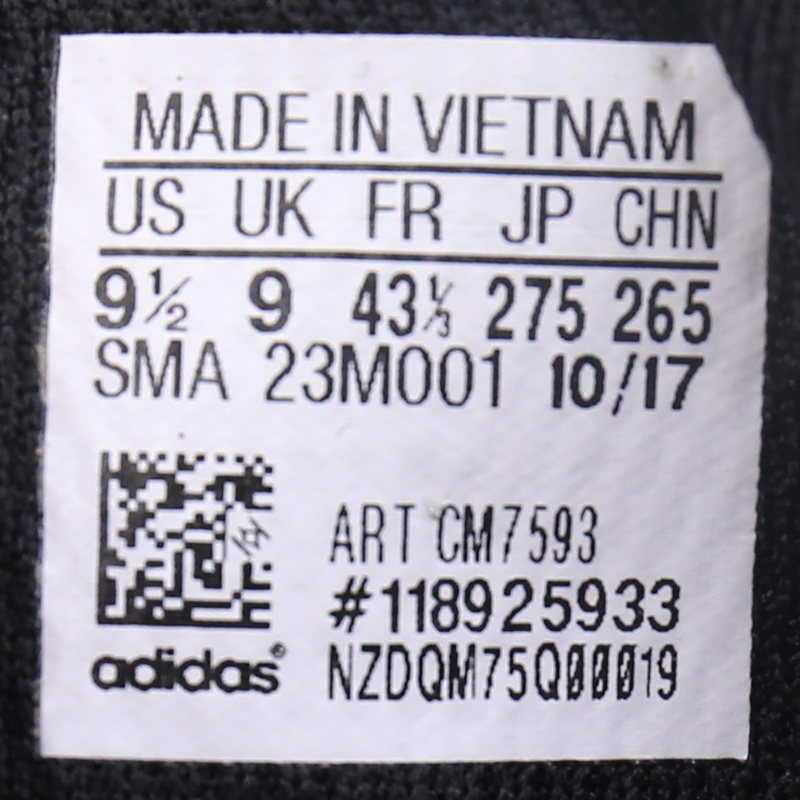 MADE IN VIETNAM
US UK FR JP CHN
9½ 9 43⅓ 275 265
SMA 23M001 10/17
ART CM7593
#118925933
adidas® NZDQM75Q00019